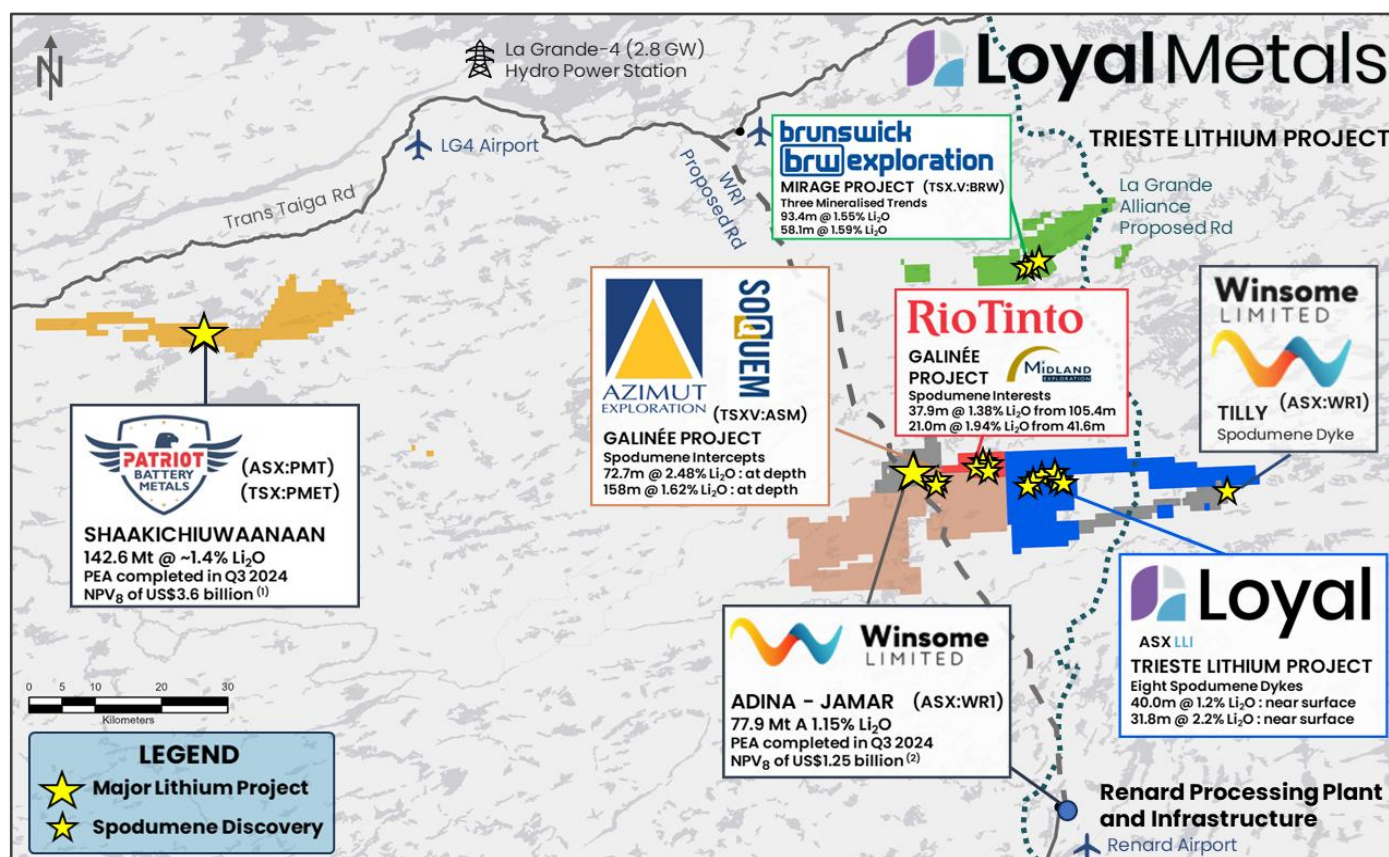 N
La Grande-4 (2.8 GW)
Hydro Power Station
Loyal Metals
TRIESTE LITHIUM PROJECT
LG4 Airport
Trans Taiga Rd
WR1
Proposed Rd
brunswick
brw exploration
MIRAGE PROJECT (TSX.V:BRW)
Three Mineralised Trends
93.4m @ 1.55% Li₂O
58.1m @ 1.59% Li₂O
La Grande
Alliance
Proposed Rd
AZIMUT
EXPLORATION
SOQUEM
(TSXV:ASM)
GALINÉE PROJECT
Spodumene Intercepts
72.7m @ 2.48% Li₂O : at depth
158m @ 1.62% Li₂O : at depth
RioTinto
GALINÉE
PROJECT
MIDLAND
EXPLORATION
Spodumene Interests
37.9m @ 1.38% Li₂O from 105.4m
21.0m @ 1.94% Li₂O from 41.6m
Winsome
LIMITED
(ASX:WR1)
TILLY
Spodumene Dyke
PATRIOT
BATTERY
METALS
(ASX:PMT)
(TSX:PMET)
SHAAKICHIUWAANAAN
142.6 Mt @ ~1.4% Li₂O
PEA completed in Q3 2024
NPV₈ of US$3.6 billion (1)
Winsome
LIMITED
ADINA - JAMAR (ASX:WR1)
77.9 Mt A 1.15% Li₂O
PEA completed in Q3 2024
NPV₈ of US$1.25 billion (2)
Loyal
ASX LLI
TRIESTE LITHIUM PROJECT
Eight Spodumene Dykes
40.0m @ 1.2% Li₂O : near surface
31.8m @ 2.2% Li₂O : near surface
0 5 10 20 30
Kilometers
LEGEND
Major Lithium Project
Spodumene Discovery
Renard Processing Plant
and Infrastructure
Renard Airport